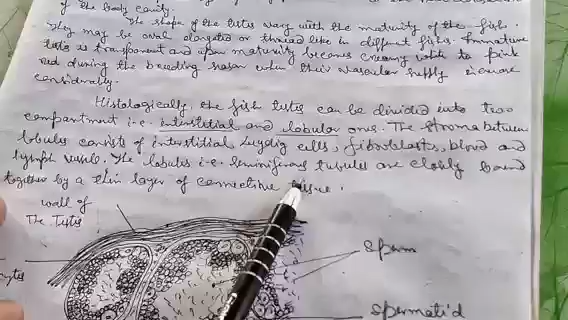 of the body cavity.
The shape of the testis vary with the maturity of the fish.
They may be oval elongated or thread like in different fishes. Immature
testis is transparent and upon maturity becomes creamy white to pink
red during the breeding season when their vascular supply increase
considerably.
Histologically, the fish testis can be divided into two
compartment i.e. interstitial and lobular ones. The stroma between
lobules consists of interstitial leydig cells, fibroblasts, blood and
lymph vessels. The lobules i.e. seminiferous tubules are closely bound
together by a thin layer of connective tissue.
wall of
The Testis
Sperm
Spermatid